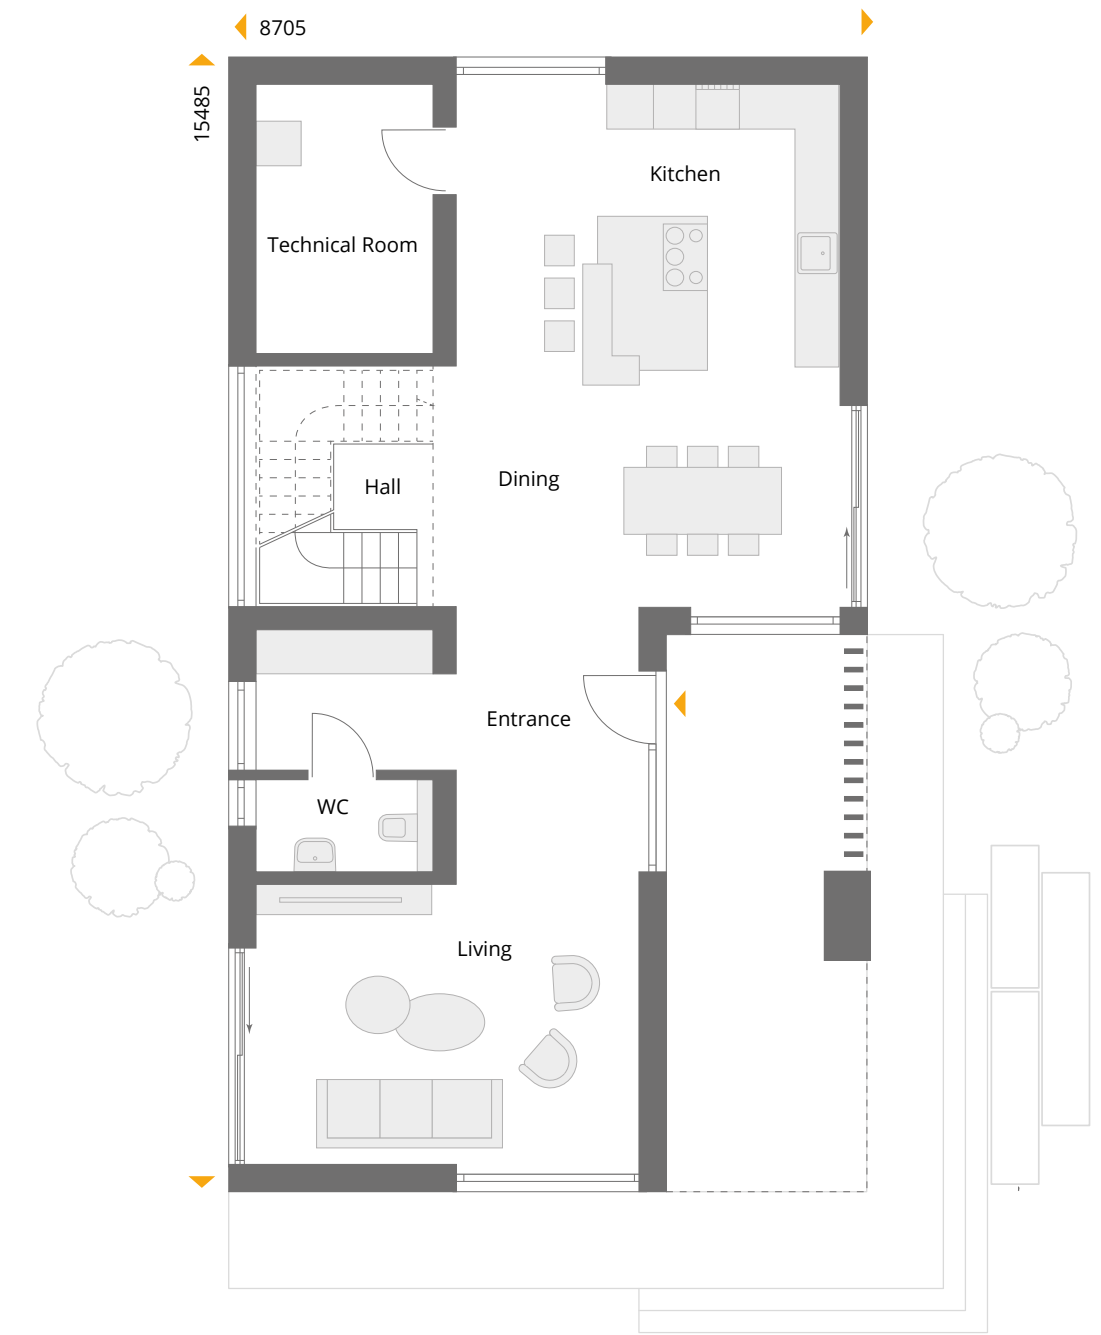 8705
15485
Kitchen
Technical Room
Dining
Hall
Entrance
WC
Living